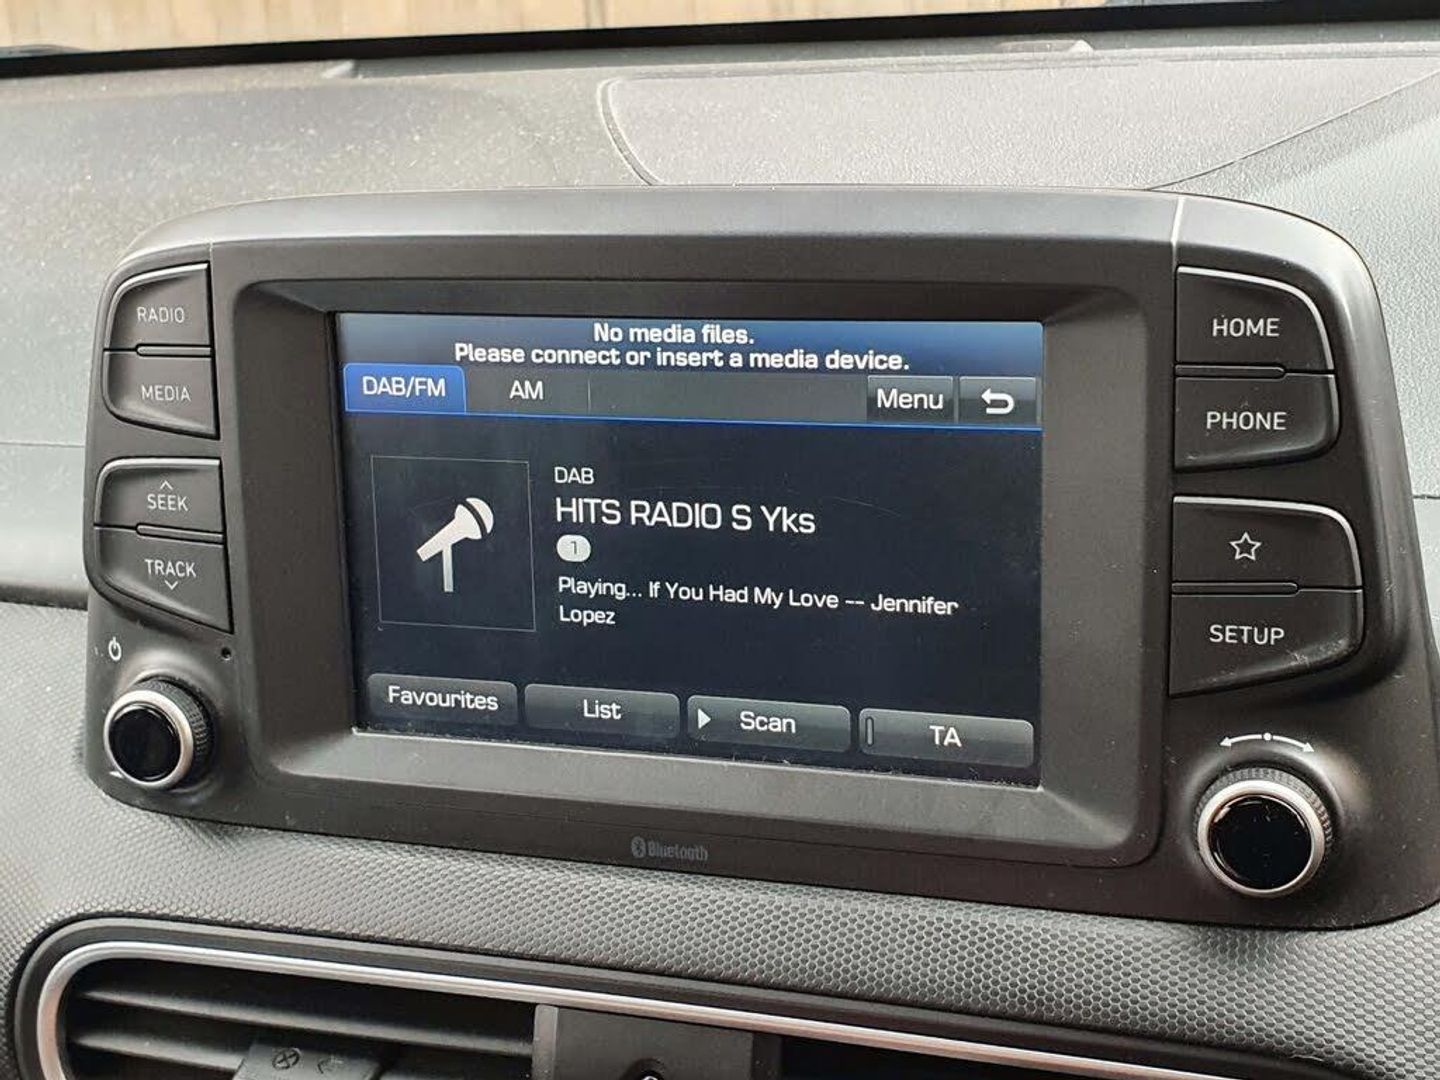 RADIO
MEDIA
SEEK
TRACK
No media files.
Please connect or insert a media device.
DAB/FM
AM
Menu
DAB
HITS RADIO S Yks
1
Playing... If You Had My Love -- Jennifer
Lopez
Favourites
List
Scan
TA
HOME
PHONE
SETUP
Bluetooth